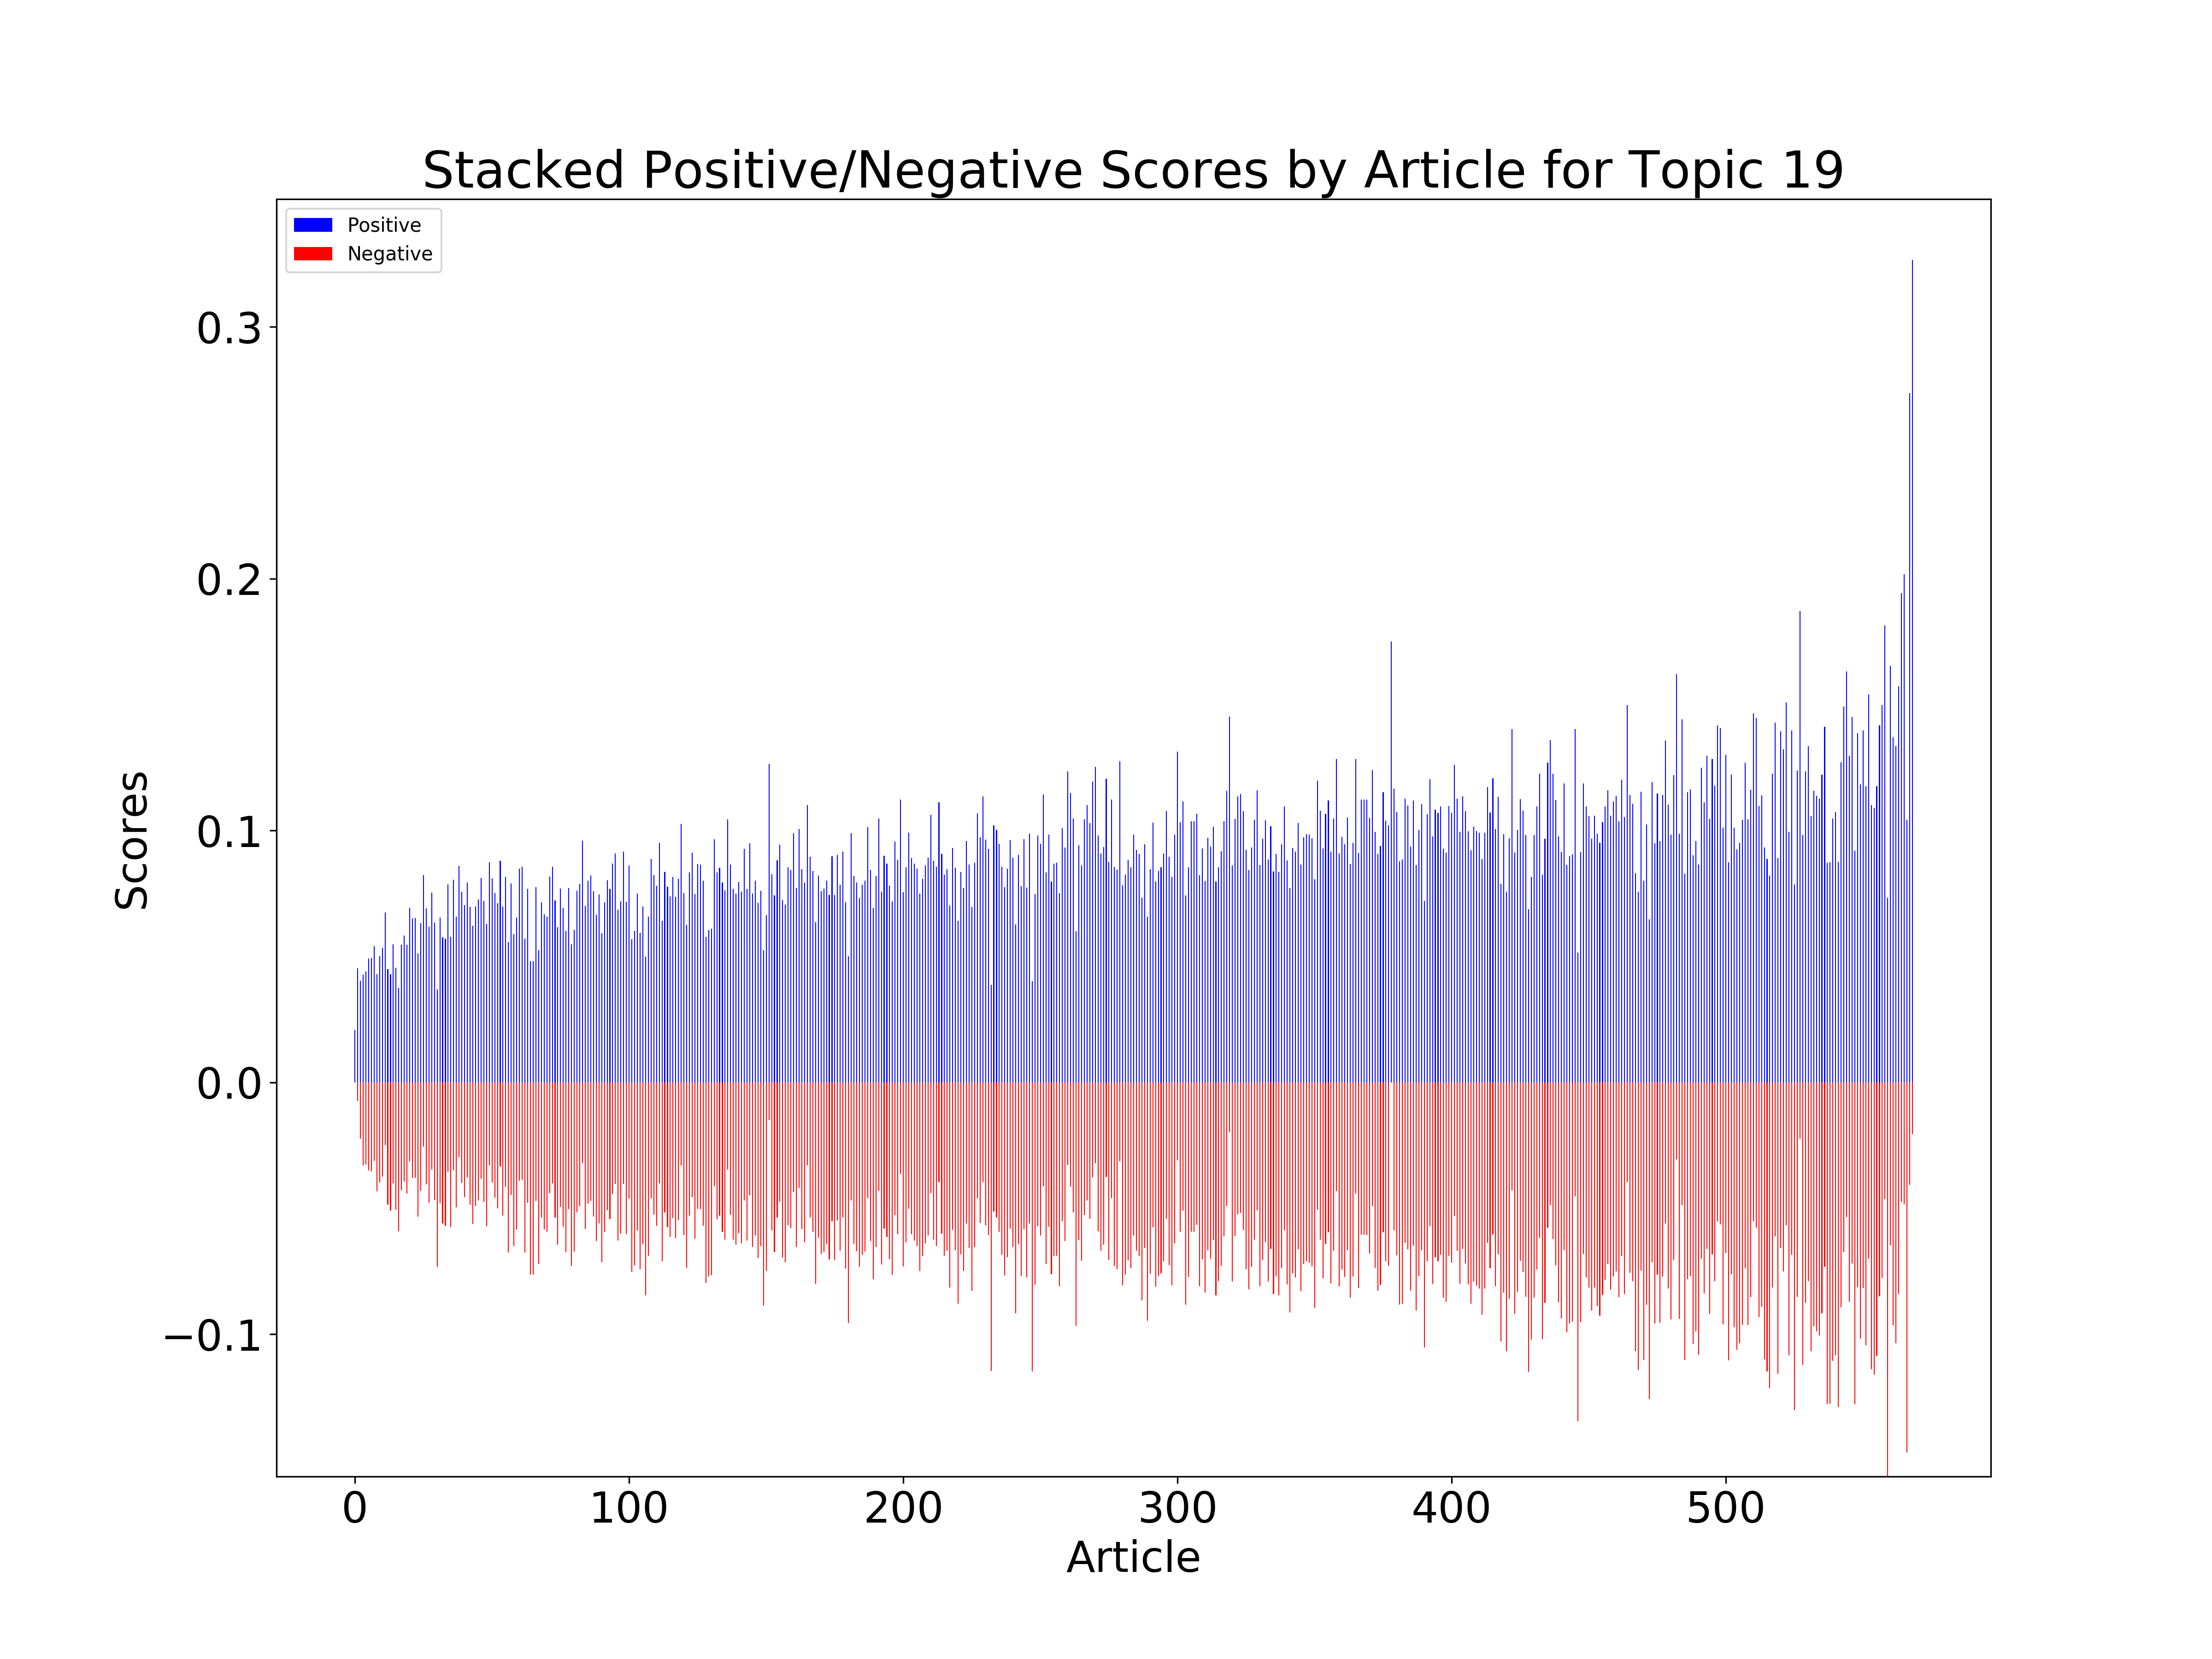 Stacked Positive/Negative Scores by Article for Topic 19
Positive
Negative
0.3
0.2
0.1
0.0
−0.1
Scores
0 100 200 300 400 500
Article